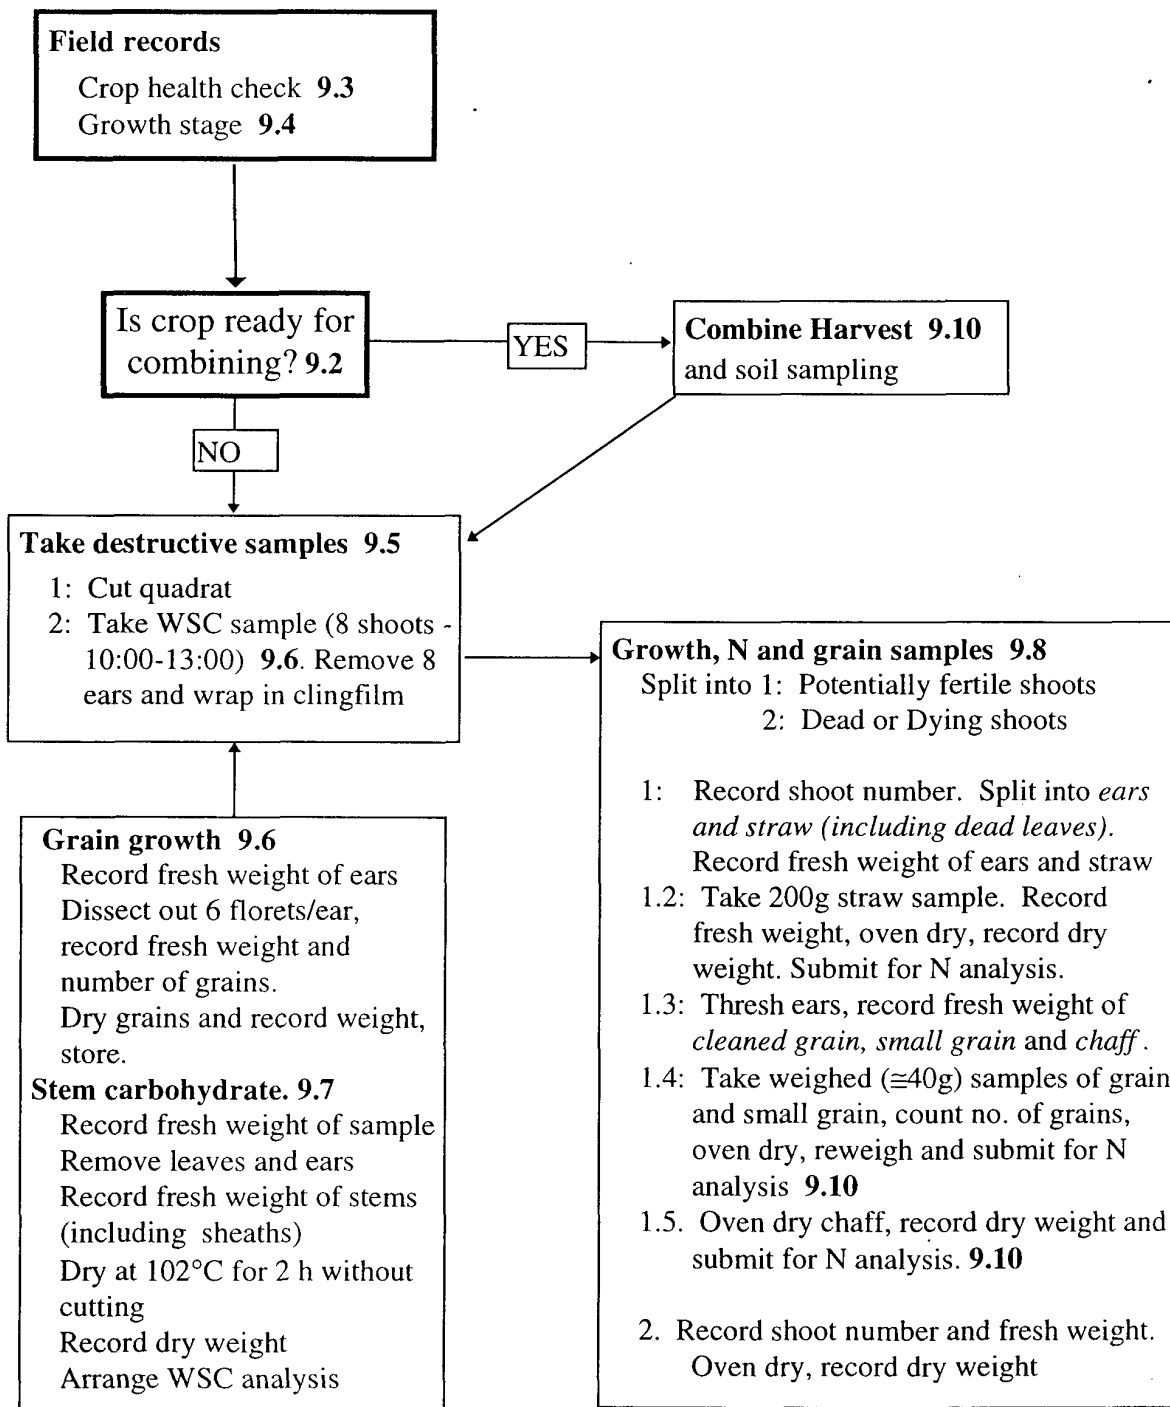 Field records
Crop health check 9.3
Growth stage 9.4
Is crop ready for
combining? 9.2
YES
Combine Harvest 9.10
and soil sampling
NO
Take destructive samples 9.5
1: Cut quadrat
2: Take WSC sample (8 shoots -
10:00-13:00) 9.6. Remove 8
ears and wrap in clingfilm
Grain growth 9.6
Record fresh weight of ears
Dissect out 6 florets/ear,
record fresh weight and
number of grains.
Dry grains and record weight,
store.
Stem carbohydrate. 9.7
Record fresh weight of sample
Remove leaves and ears
Record fresh weight of stems
(including sheaths)
Dry at 102°C for 2 h without
cutting
Record dry weight
Arrange WSC analysis
Growth, N and grain samples 9.8
Split into 1: Potentially fertile shoots
2: Dead or Dying shoots
1: Record shoot number. Split into ears
and straw (including dead leaves).
Record fresh weight of ears and straw
1.2: Take 200g straw sample. Record
fresh weight, oven dry, record dry
weight. Submit for N analysis.
1.3: Thresh ears, record fresh weight of
cleaned grain, small grain and chaff.
1.4: Take weighed (≅40g) samples of grain
and small grain, count no. of grains,
oven dry, reweigh and submit for N
analysis 9.10
1.5. Oven dry chaff, record dry weight and
submit for N analysis. 9.10
2. Record shoot number and fresh weight.
Oven dry, record dry weight